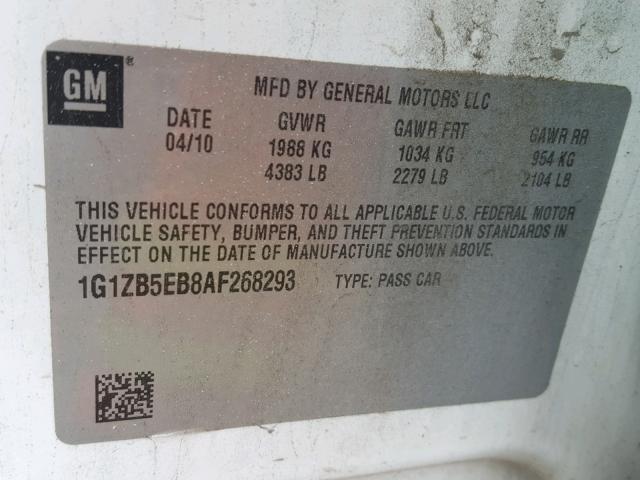 GM®
MFD BY GENERAL MOTORS LLC
DATE GVWR GAWR FRT GAWR RR
04/10 1988 KG 1034 KG 954 KG
4383 LB 2279 LB 2104 LB
THIS VEHICLE CONFORMS TO ALL APPLICABLE U.S. FEDERAL MOTOR
VEHICLE SAFETY, BUMPER, AND THEFT PREVENTION STANDARDS IN
EFFECT ON THE DATE OF MANUFACTURE SHOWN ABOVE.
1G1ZB5EB8AF268293 TYPE: PASS CAR